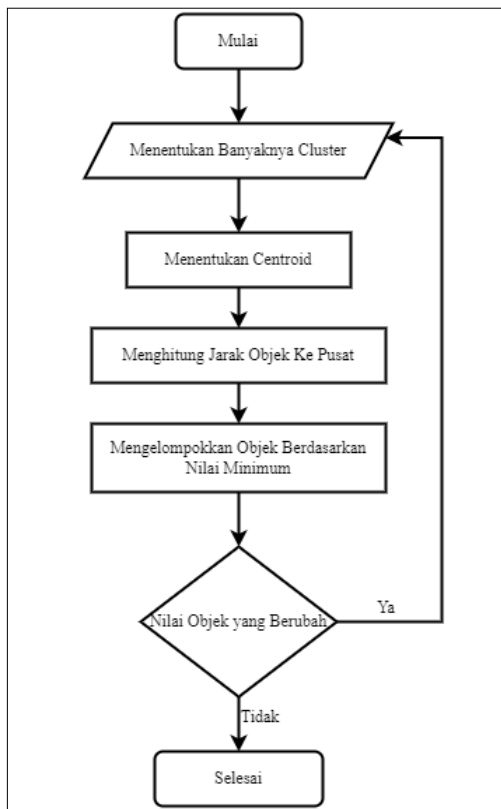 Mulai
Menentukan Banyaknya Cluster
Menentukan Centroid
Menghitung Jarak Objek Ke Pusat
Mengelompokkan Objek Berdasarkan
Nilai Minimum
Nilai Objek yang Berubah
Ya
Tidak
Selesai